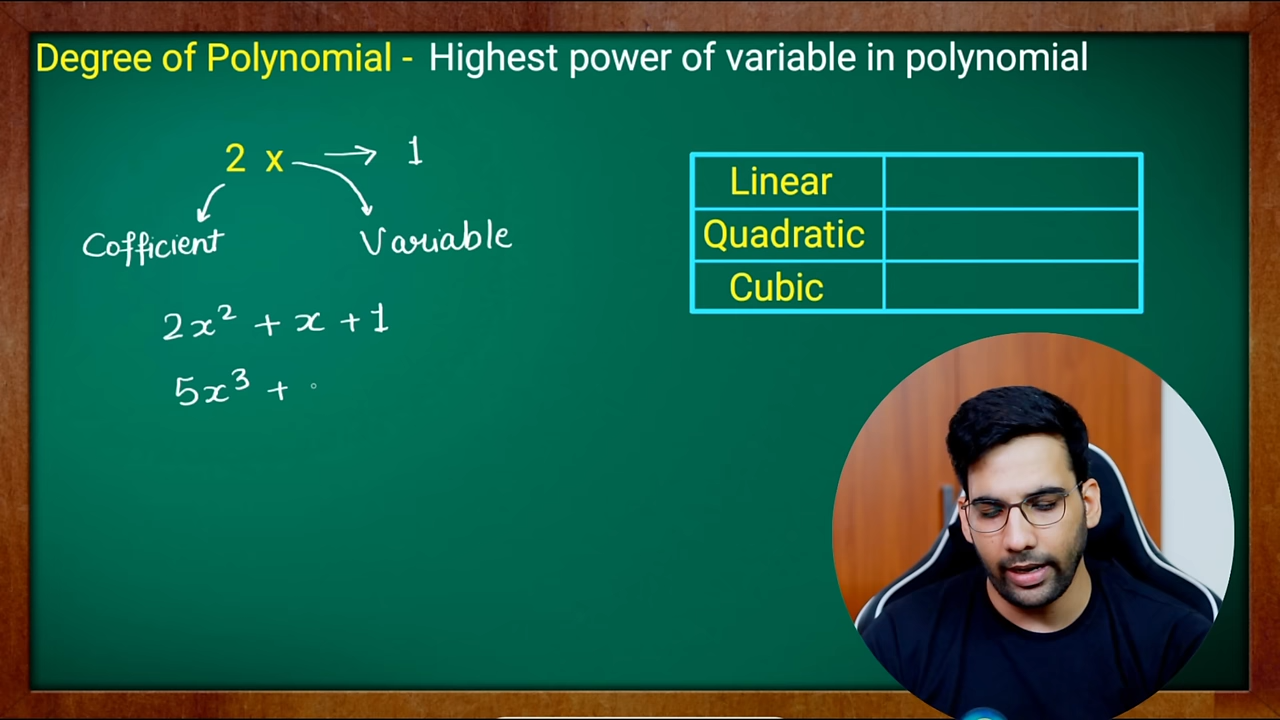 Degree of Polynomial - Highest power of variable in polynomial
2 x → 1
Cofficient
Variable
2x² + x + 1
5x³ +
Linear
Quadratic
Cubic